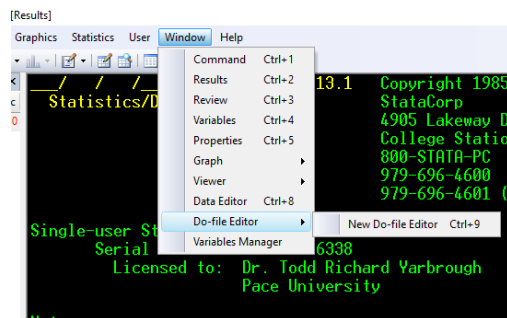 [Results]
Graphics Statistics User Window Help
Command Ctrl+1
Results Ctrl+2
Review Ctrl+3
Variables Ctrl+4
Properties Ctrl+5
Graph
Viewer
Data Editor Ctrl+8
Do-file Editor
New Do-file Editor Ctrl+9
Variables Manager
___/ / /__ 13.1 Copyright 1985
Statistics/D StataCorp
4905 Lakeway D
College Statio
800-STATA-PC
979-696-4600
979-696-4601 (
Single-user St
Serial 6338
Licensed to: Dr. Todd Richard Yarbrough
Pace University